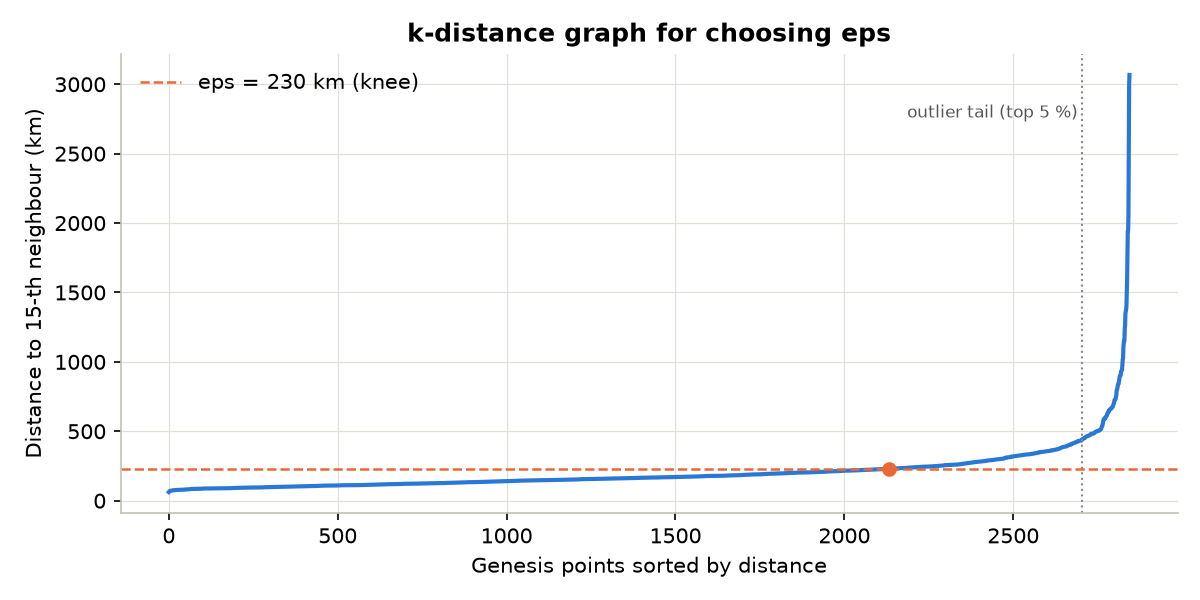 k-distance graph for choosing eps
eps = 230 km (knee)
outlier tail (top 5 %)
Distance to 15-th neighbour (km)
3000
2500
2000
1500
1000
500
0
0
500
1000
1500
2000
2500
Genesis points sorted by distance